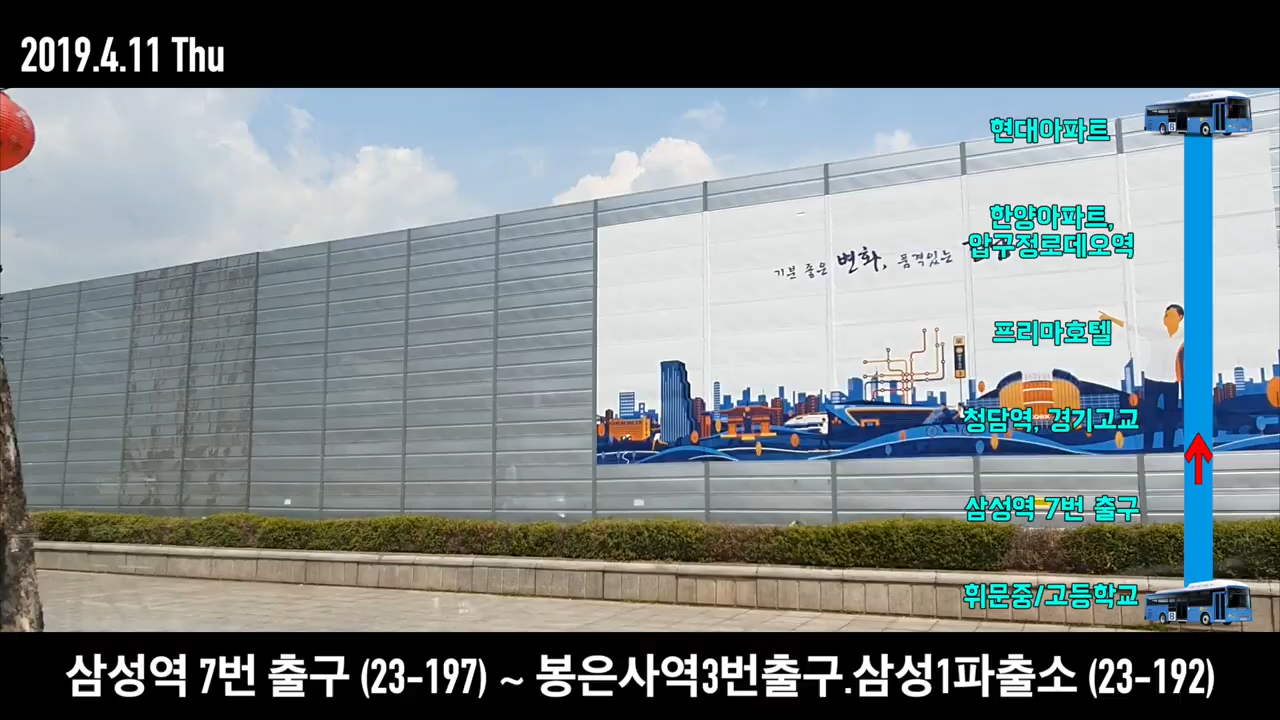 2019.4.11 Thu
현대아파트
한양아파트,
압구정로데오역
기분 좋은 변화, 품격있는
프리마호텔
청담역, 경기고교
삼성역 7번 출구
휘문중/고등학교
삼성역 7번 출구 (23-197) ~ 봉은사역3번출구.삼성1파출소 (23-192)